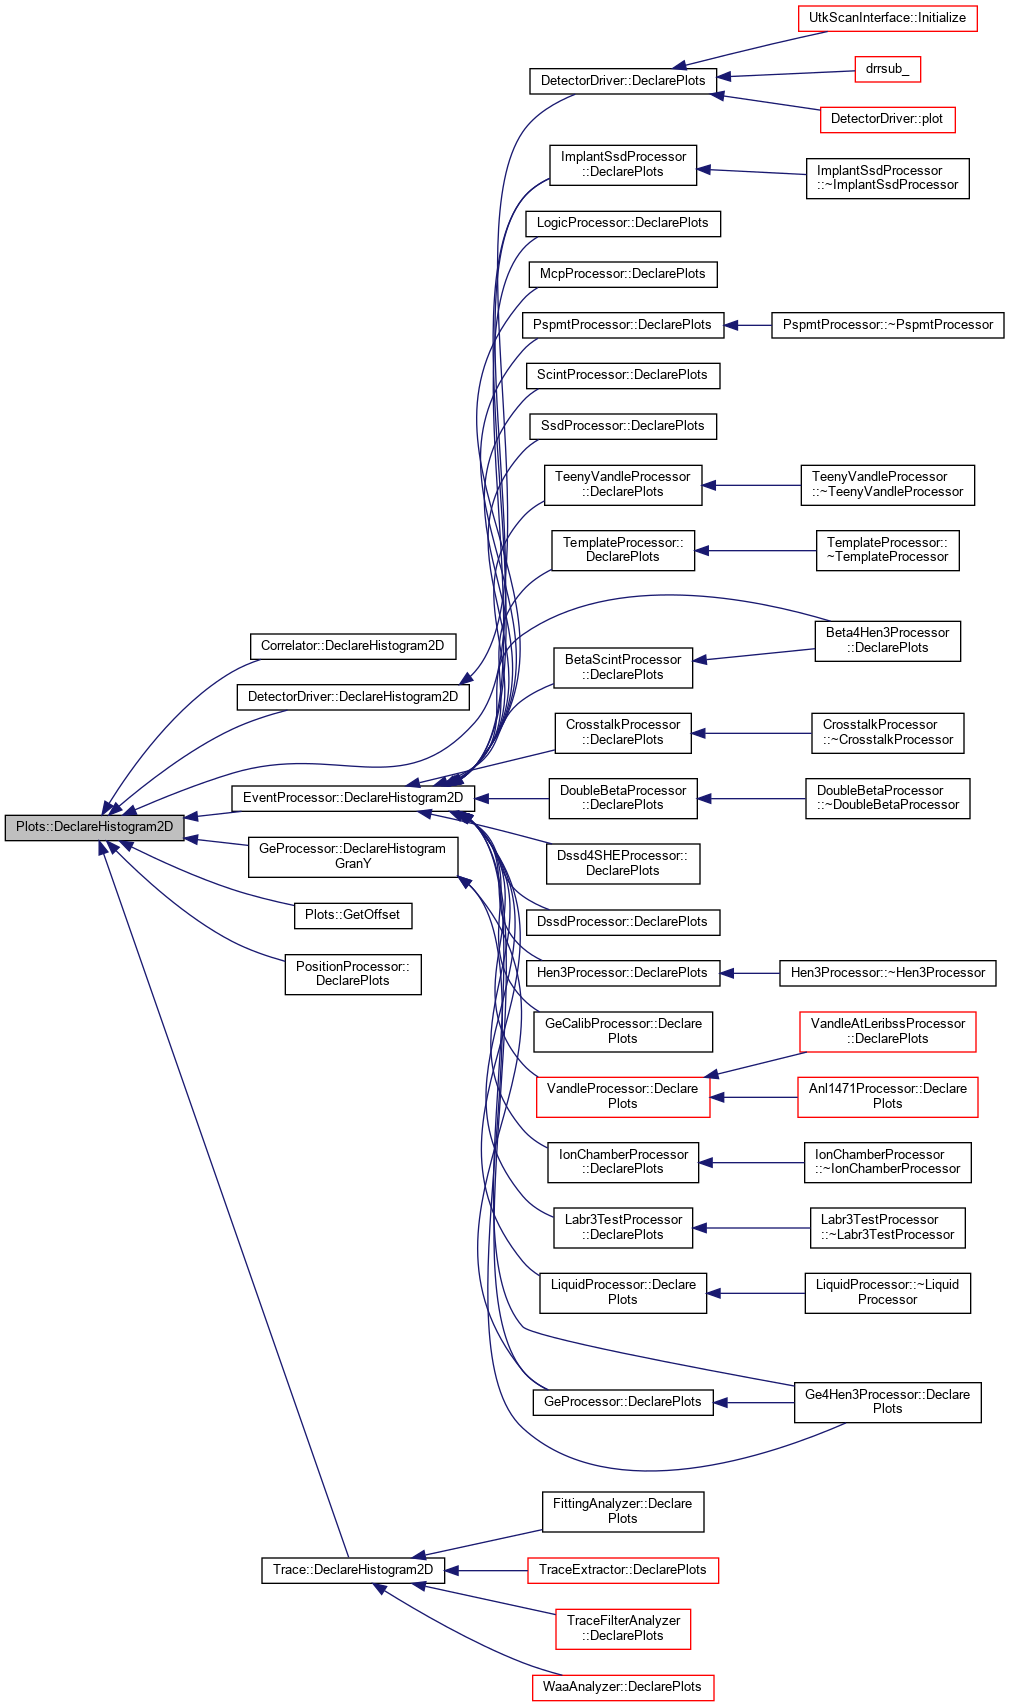 UtkScanInterface::Initialize
DetectorDriver::DeclarePlots
drrsub_
DetectorDriver::plot
ImplantSsdProcessor
::DeclarePlots
ImplantSsdProcessor
::~ImplantSsdProcessor
LogicProcessor::DeclarePlots
McpProcessor::DeclarePlots
PspmtProcessor::DeclarePlots
PspmtProcessor::~PspmtProcessor
ScintProcessor::DeclarePlots
SsdProcessor::DeclarePlots
TeenyVandleProcessor
::DeclarePlots
TeenyVandleProcessor
::~TeenyVandleProcessor
TemplateProcessor::
DeclarePlots
TemplateProcessor::
~TemplateProcessor
Correlator::DeclareHistogram2D
Beta4Hen3Processor
::DeclarePlots
BetaScintProcessor
::DeclarePlots
DetectorDriver::DeclareHistogram2D
CrosstalkProcessor
::DeclarePlots
CrosstalkProcessor
::~CrosstalkProcessor
EventProcessor::DeclareHistogram2D
DoubleBetaProcessor
::DeclarePlots
DoubleBetaProcessor
::~DoubleBetaProcessor
Plots::DeclareHistogram2D
GeProcessor::DeclareHistogram
GranY
Dssd4SHEProcessor::
DeclarePlots
Plots::GetOffset
DssdProcessor::DeclarePlots
PositionProcessor::
DeclarePlots
Hen3Processor::DeclarePlots
Hen3Processor::~Hen3Processor
GeCalibProcessor::Declare
Plots
VandleAtLeribssProcessor
::DeclarePlots
VandleProcessor::Declare
Plots
Anl1471Processor::Declare
Plots
IonChamberProcessor
::DeclarePlots
IonChamberProcessor
::~IonChamberProcessor
Labr3TestProcessor
::DeclarePlots
Labr3TestProcessor
::~Labr3TestProcessor
LiquidProcessor::Declare
Plots
LiquidProcessor::~Liquid
Processor
GeProcessor::DeclarePlots
Ge4Hen3Processor::Declare
Plots
FittingAnalyzer::Declare
Plots
Trace::DeclareHistogram2D
TraceExtractor::DeclarePlots
TraceFilterAnalyzer
::DeclarePlots
WaaAnalyzer::DeclarePlots